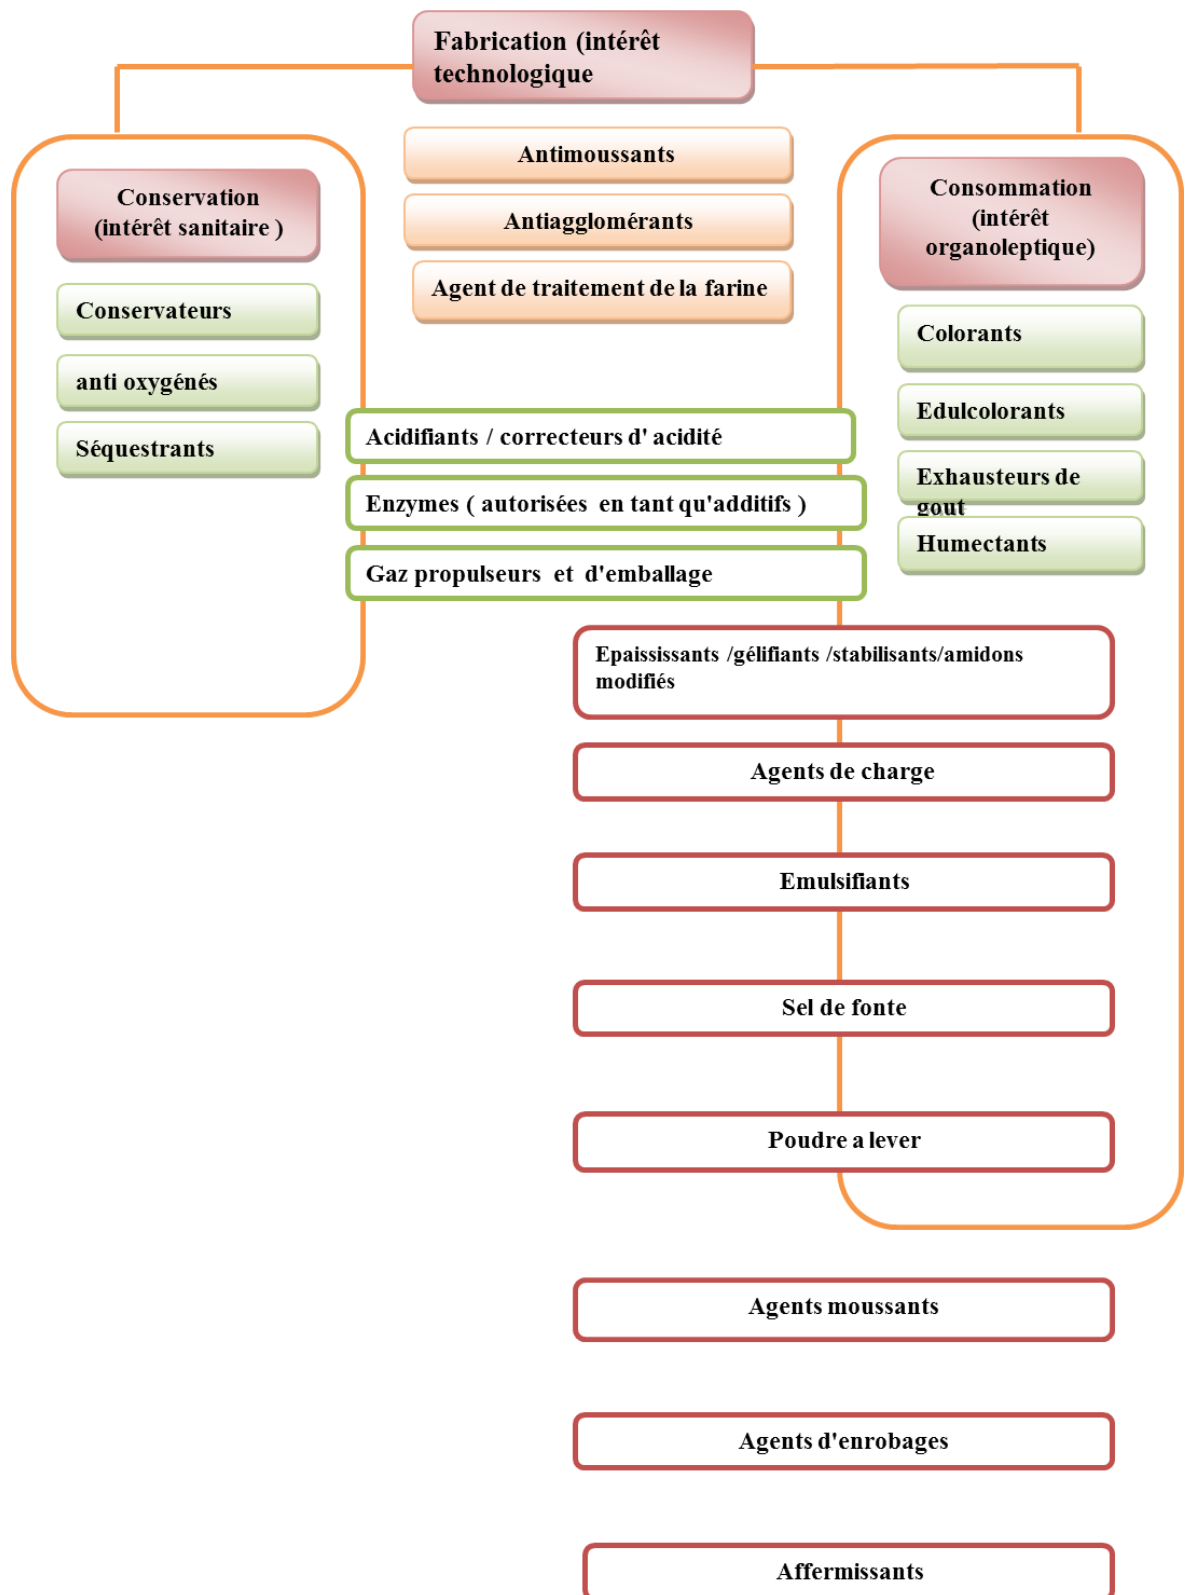 Fabrication (intérêt
technologique
Conservation
(intérêt sanitaire )
Conservateurs
anti oxygénés
Séquestrants
Antimoussants
Antiagglomérants
Agent de traitement de la farine
Consommation
(intérêt
organoleptique)
Colorants
Edulcolorants
Exhausteurs de
gout
Humectants
Acidifiants / correcteurs d' acidité
Enzymes ( autorisées en tant qu'additifs )
Gaz propulseurs et d'emballage
Epaississants /gélifiants /stabilisants/amidons
modifiés
Agents de charge
Emulsifiants
Sel de fonte
Poudre a lever
Agents moussants
Agents d'enrobages
Affermissants